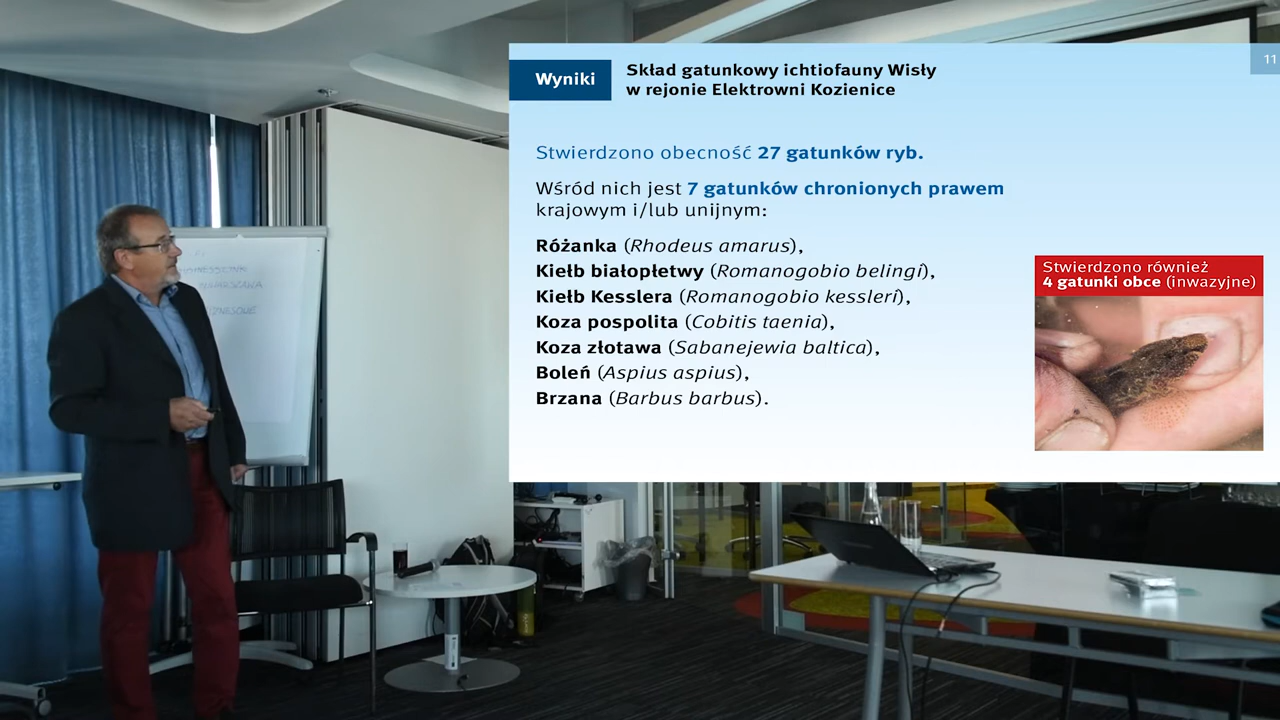 11
Wyniki
Skład gatunkowy ichtiofauny Wisły
w rejonie Elektrowni Kozienice
Stwierdzono obecność 27 gatunków ryb.
Wśród nich jest 7 gatunków chronionych prawem
krajowym i/lub unijnym:
Różanka (Rhodeus amarus),
Kiełb białopłetwy (Romanogobio belingi),
Kiełb Kesslera (Romanogobio kessleri),
Koza pospolita (Cobitis taenia),
Koza złotawa (Sabanejewia baltica),
Boleń (Aspius aspius),
Brzana (Barbus barbus).
Stwierdzono również
4 gatunki obce (inwazyjne)